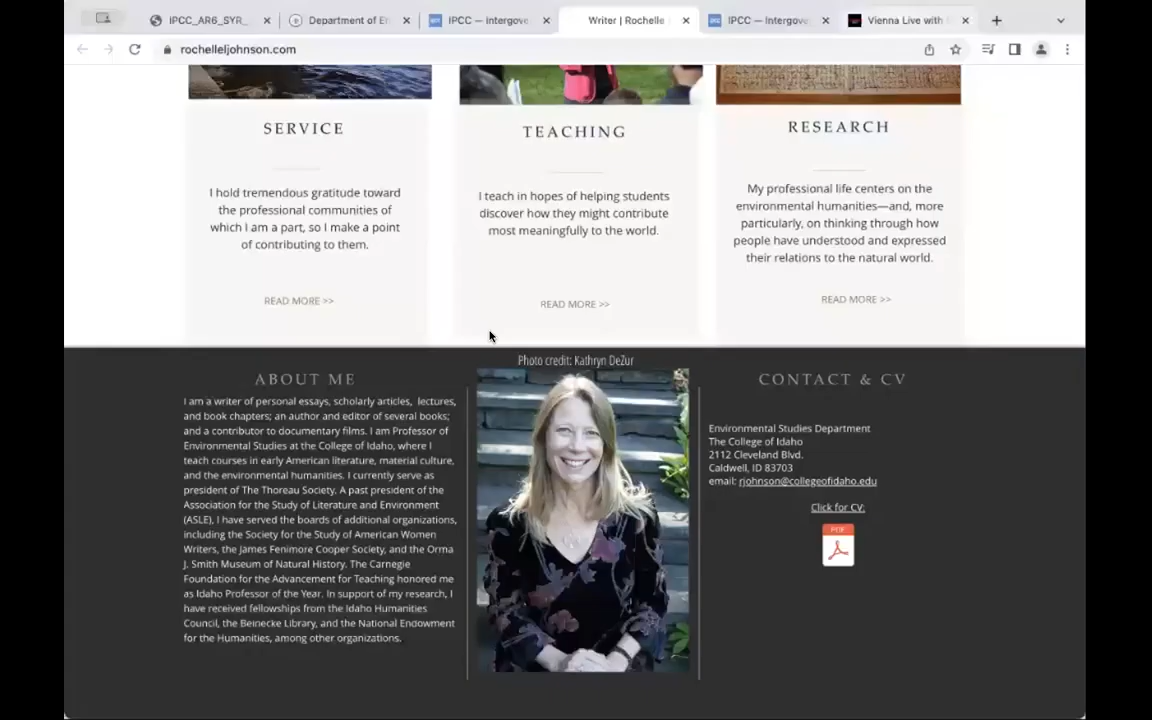 IPCC_AR6_SYR_
Department of En
IPCC — Intergove
Writer | Rochelle
IPCC — Intergove
Vienna Live with
rochelleljohnson.com
SERVICE
I hold tremendous gratitude toward
the professional communities of
which I am a part, so I make a point
of contributing to them.
READ MORE >>
TEACHING
I teach in hopes of helping students
discover how they might contribute
most meaningfully to the world.
READ MORE >>
RESEARCH
My professional life centers on the
environmental humanities—and, more
particularly, on thinking through how
people have understood and expressed
their relations to the natural world.
READ MORE >>
ABOUT ME
I am a writer of personal essays, scholarly articles, lectures,
and book chapters; an author and editor of several books;
and a contributor to documentary films. I am Professor of
Environmental Studies at the College of Idaho, where I
teach courses in early American literature, material culture,
and the environmental humanities. I currently serve as
president of The Thoreau Society. A past president of the
Association for the Study of Literature and Environment
(ASLE), I have served the boards of additional organizations,
including the Society for the Study of American Women
Writers, the James Fenimore Cooper Society, and the Orma
J. Smith Museum of Natural History. The Carnegie
Foundation for the Advancement for Teaching honored me
as Idaho Professor of the Year. In support of my research, I
have received fellowships from the Idaho Humanities
Council, the Beinecke Library, and the National Endowment
for the Humanities, among other organizations.
Photo credit: Kathryn DeZur
CONTACT & CV
Environmental Studies Department
The College of Idaho
2112 Cleveland Blvd.
Caldwell, ID 83703
email: rjohnson@collegeofidaho.edu
Click for CV:
PDF